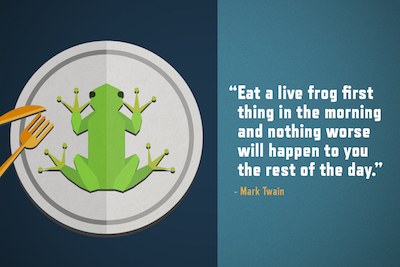 “Eat a live frog first
thing in the morning
and nothing worse
will happen to you
the rest of the day.”
- Mark Twain